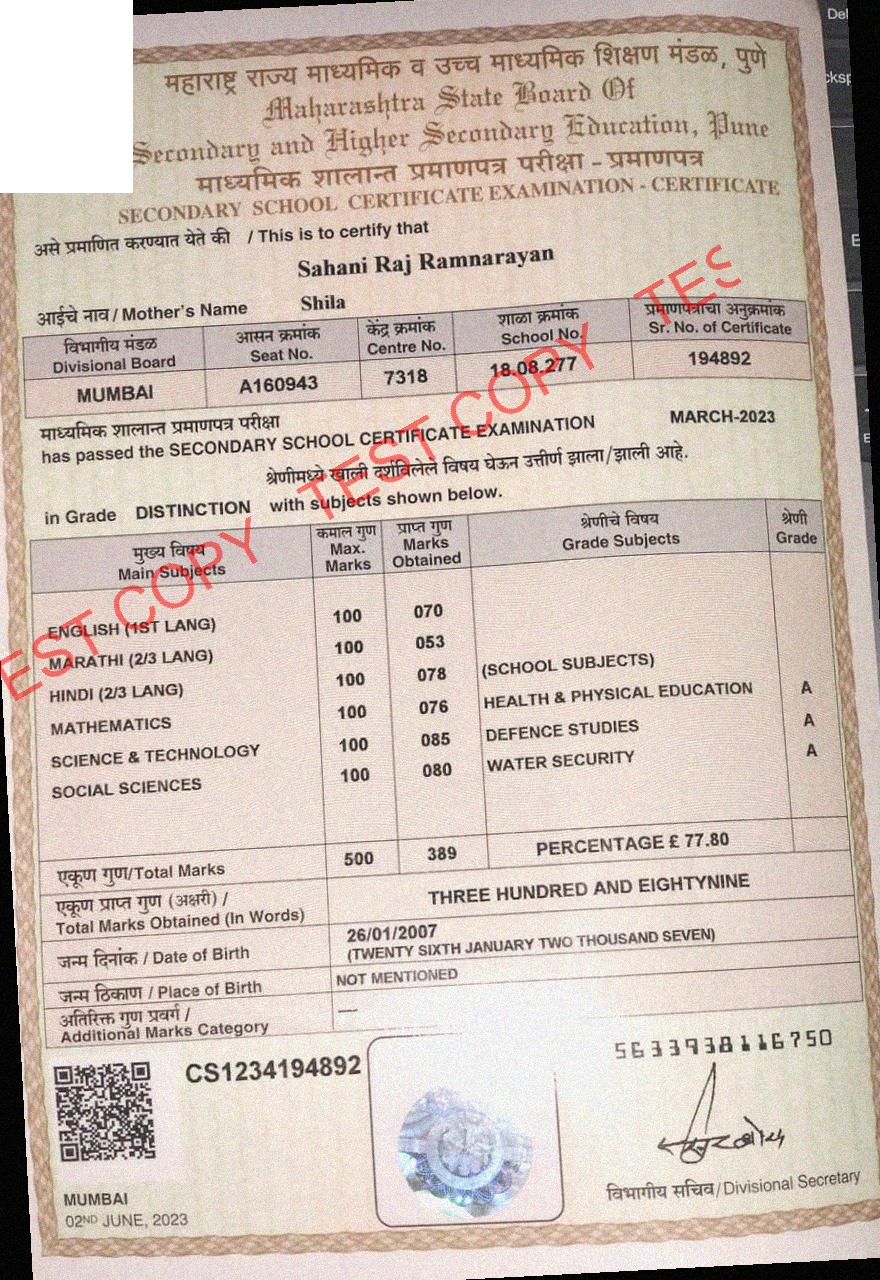 Del
cksp
महाराष्ट्र राज्य माध्यमिक व उच्च माध्यमिक शिक्षण मंडळ, पुणे
Maharashtra State Board Of
Secondary and Higher Secondary Education, Pune
माध्यमिक शालान्त प्रमाणपत्र परीक्षा - प्रमाणपत्र
SECONDARY SCHOOL CERTIFICATE EXAMINATION - CERTIFICATE
असे प्रमाणित करण्यात येते की / This is to certify that
Sahani Raj Ramnarayan
आईचे नाव / Mother's Name Shila
विभागीय मंडळ आसन क्रमांक केंद्र क्रमांक शाळा क्रमांक प्रमाणपत्राचा अनुक्रमांक
Divisional Board Seat No. Centre No. School No. Sr. No. of Certificate
MUMBAI A160943 7318 18.08.277 194892
माध्यमिक शालान्त प्रमाणपत्र परीक्षा
has passed the SECONDARY SCHOOL CERTIFICATE EXAMINATION MARCH-2023
श्रेणीमध्ये खाली दर्शविलेले विषय घेऊन उत्तीर्ण झाला/झाली आहे.
in Grade DISTINCTION with subjects shown below.
TEST COPY TEST COPY TES
मुख्य विषय कमाल गुण प्राप्त गुण श्रेणीचे विषय श्रेणी
Main Subjects Max. Marks Marks Obtained Grade Subjects Grade
ENGLISH (1ST LANG) 100 070
MARATHI (2/3 LANG) 100 053
HINDI (2/3 LANG) 100 078 (SCHOOL SUBJECTS)
MATHEMATICS 100 076 HEALTH & PHYSICAL EDUCATION A
SCIENCE & TECHNOLOGY 100 085 DEFENCE STUDIES A
SOCIAL SCIENCES 100 080 WATER SECURITY A
एकूण गुण/Total Marks 500 389 PERCENTAGE £ 77.80
एकूण प्राप्त गुण (अक्षरी) /
Total Marks Obtained (In Words) THREE HUNDRED AND EIGHTYNINE
जन्म दिनांक / Date of Birth 26/01/2007
(TWENTY SIXTH JANUARY TWO THOUSAND SEVEN)
जन्म ठिकाण / Place of Birth NOT MENTIONED
अतिरिक्त गुण प्रवर्ग /
Additional Marks Category —
CS1234194892
5633938116750
MUMBAI
02ND JUNE, 2023
विभागीय सचिव/Divisional Secretary